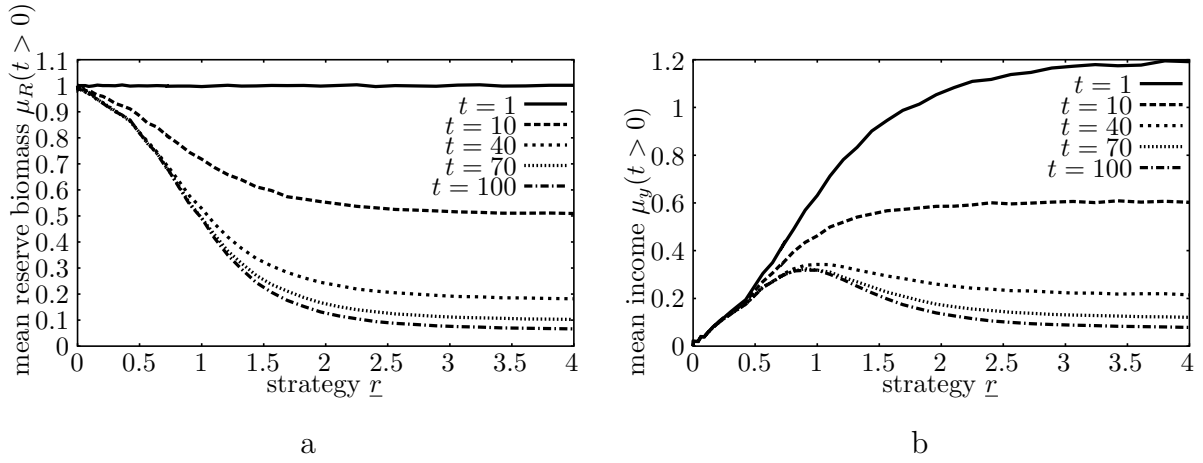 mean reserve biomass μ_R(t > 0)
1.1
1
0.9
0.8
0.7
0.6
0.5
0.4
0.3
0.2
0.1
0
0 0.5 1 1.5 2 2.5 3 3.5 4
strategy r
t = 1
t = 10
t = 40
t = 70
t = 100
a
mean income μ_y(t > 0)
1.2
1
0.8
0.6
0.4
0.2
0
0 0.5 1 1.5 2 2.5 3 3.5 4
strategy r
t = 1
t = 10
t = 40
t = 70
t = 100
b